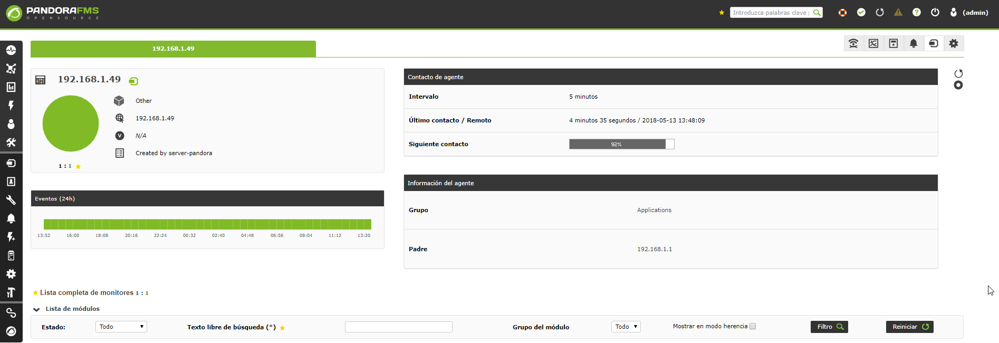 PANDORAFMS
OPENSOURCE
Introduzca palabras clave
(admin)
192.168.1.49
192.168.1.49
Other
192.168.1.49
N/A
Created by server-pandora
1 : 1
Contacto de agente
Intervalo 5 minutos
Último contacto / Remoto 4 minutos 35 segundos / 2018-05-13 13:48:09
Siguiente contacto 92%
Información del agente
Grupo Applications
Padre 192.168.1.1
Eventos (24h)
13:52 16:00 18:08 20:16 22:24 00:32 02:40 04:48 06:56 09:04 11:12 13:20
Lista completa de monitores 1 : 1
Lista de módulos
Estado: Todo Texto libre de búsqueda (*) Grupo del módulo Todo Mostrar en modo herencia Filtro Reiniciar